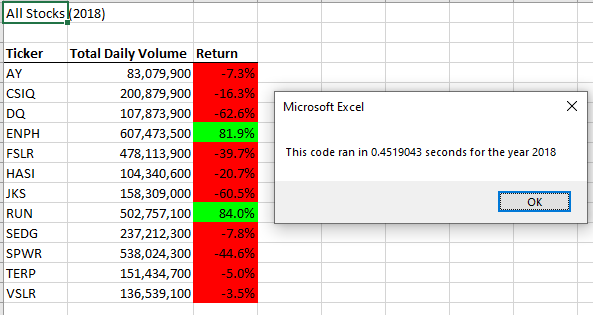 All Stocks (2018)
Ticker Total Daily Volume Return
AY 83,079,900 -7.3%
CSIQ 200,879,900 -16.3%
DQ 107,873,900 -62.6%
ENPH 607,473,500 81.9%
FSLR 478,113,900 -39.7%
HASI 104,340,600 -20.7%
JKS 158,309,000 -60.5%
RUN 502,757,100 84.0%
SEDG 237,212,300 -7.8%
SPWR 538,024,300 -44.6%
TERP 151,434,700 -5.0%
VSLR 136,539,100 -3.5%
Microsoft Excel
This code ran in 0.4519043 seconds for the year 2018
OK